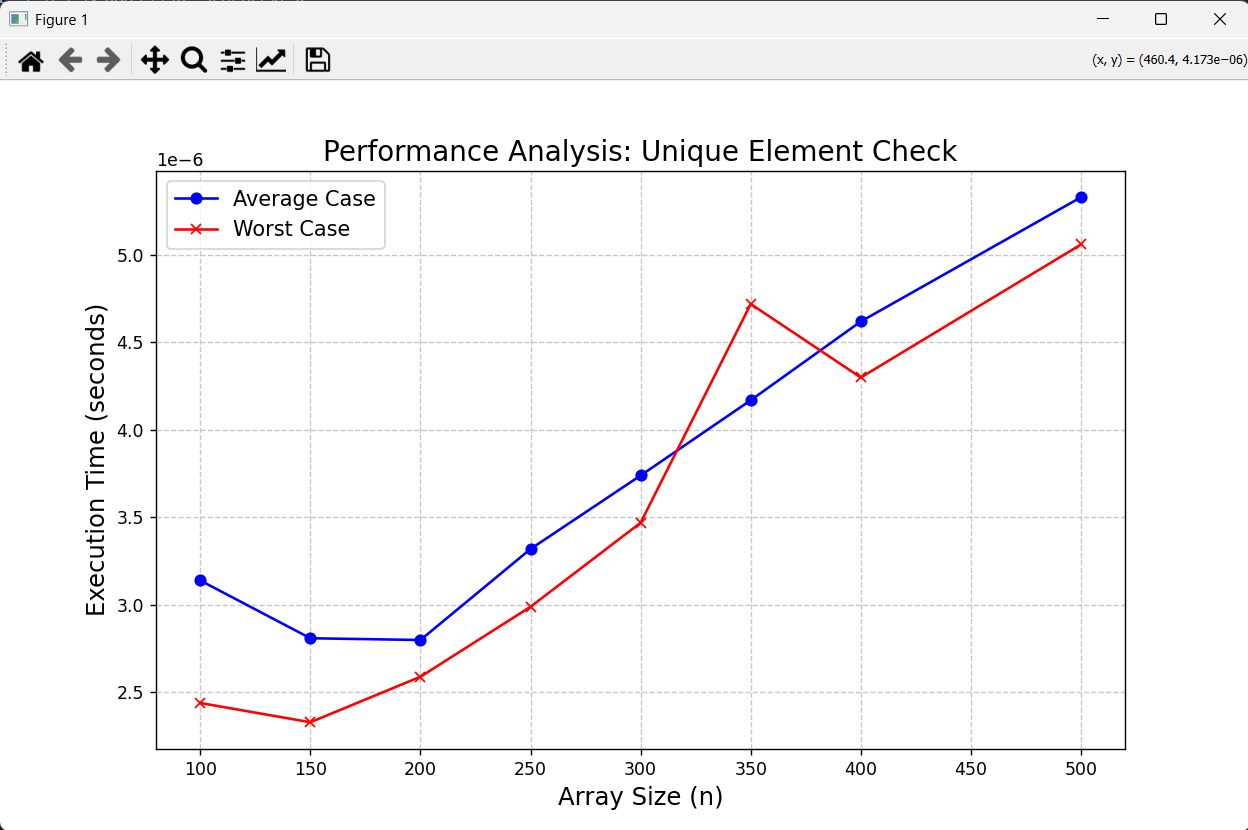 Figure 1
(x, y) = (460.4, 4.173e−06)
Performance Analysis: Unique Element Check
1e−6
Average Case
Worst Case
5.0
4.5
4.0
3.5
3.0
2.5
Execution Time (seconds)
100 150 200 250 300 350 400 450 500
Array Size (n)